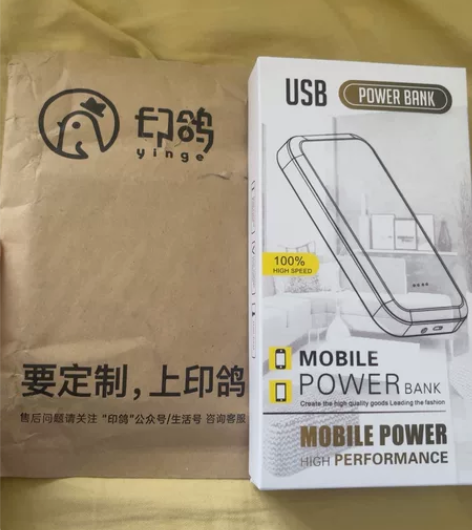 印鸽
yinge
要定制，上印鸽
售后问题请关注 "印鸽"公众号/生活号 咨询客服
USB
POWER BANK
100%
HIGH SPEED
MOBILE
POWER BANK
Create the high quality goods Leading the fashion
MOBILE POWER
HIGH PERFORMANCE